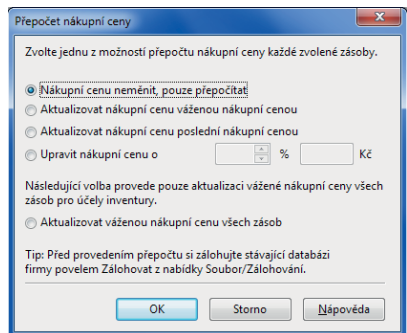 Přepočet nákupní ceny
Zvolte jednu z možností přepočtu nákupní ceny každé zvolené zásoby.
Nákupní cenu neměnit, pouze přepočítat
Aktualizovat nákupní cenu váženou nákupní cenou
Aktualizovat nákupní cenu poslední nákupní cenou
Upravit nákupní cenu o % Kč
Následující volba provede pouze aktualizaci vážené nákupní ceny všech
zásob pro účely inventury.
Aktualizovat váženou nákupní cenu všech zásob
Tip: Před provedením přepočtu si zálohujte stávající databázi
firmy povelem Zálohovat z nabídky Soubor/Zálohování.
OK Storno Nápověda